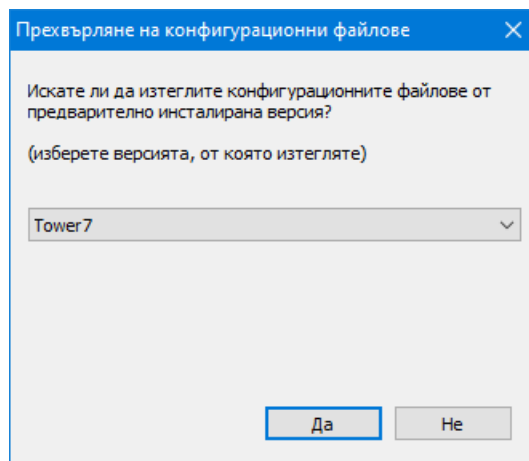 Прехвърляне на конфигурационни файлове
Искате ли да изтеглите конфигурационните файлове от
предварително инсталирана версия?
(изберете версията, от която изтегляте)
Tower7
Да
Не